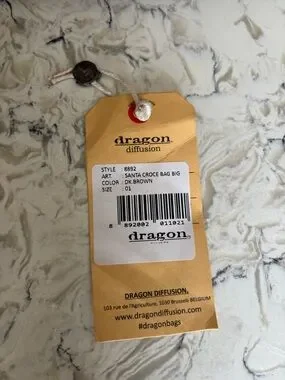 dragon
diffusion
STYLE : 8892
ART. : SANTA CROCE BAG BIG
COLOR : DK.BROWN
SIZE : 01
8 892002 011021
dragon
DRAGON DIFFUSION.
103 rue de l'Agriculture, 1030 Brussels BELGIUM
www.dragondiffusion.com
#dragonbags